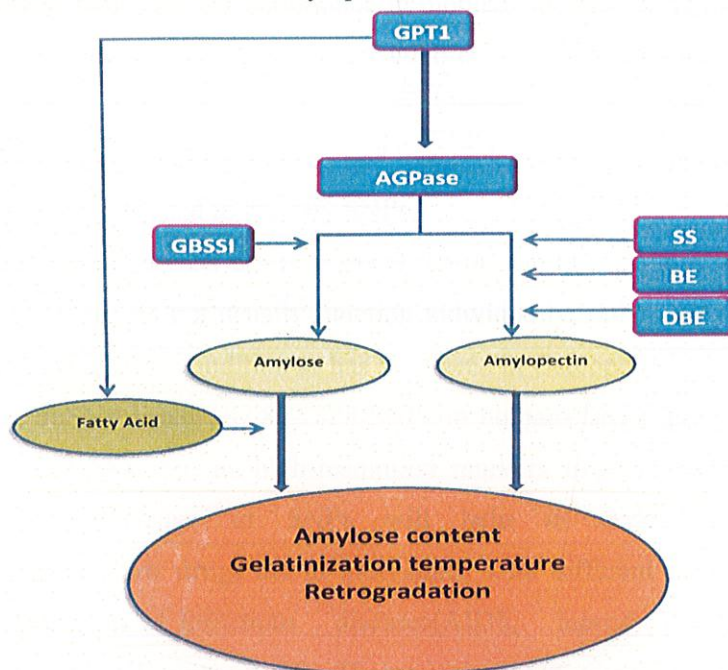 GPT1
AGPase
GBSSI
SS
BE
DBE
Amylose
Amylopectin
Fatty Acid
Amylose content
Gelatinization temperature
Retrogradation